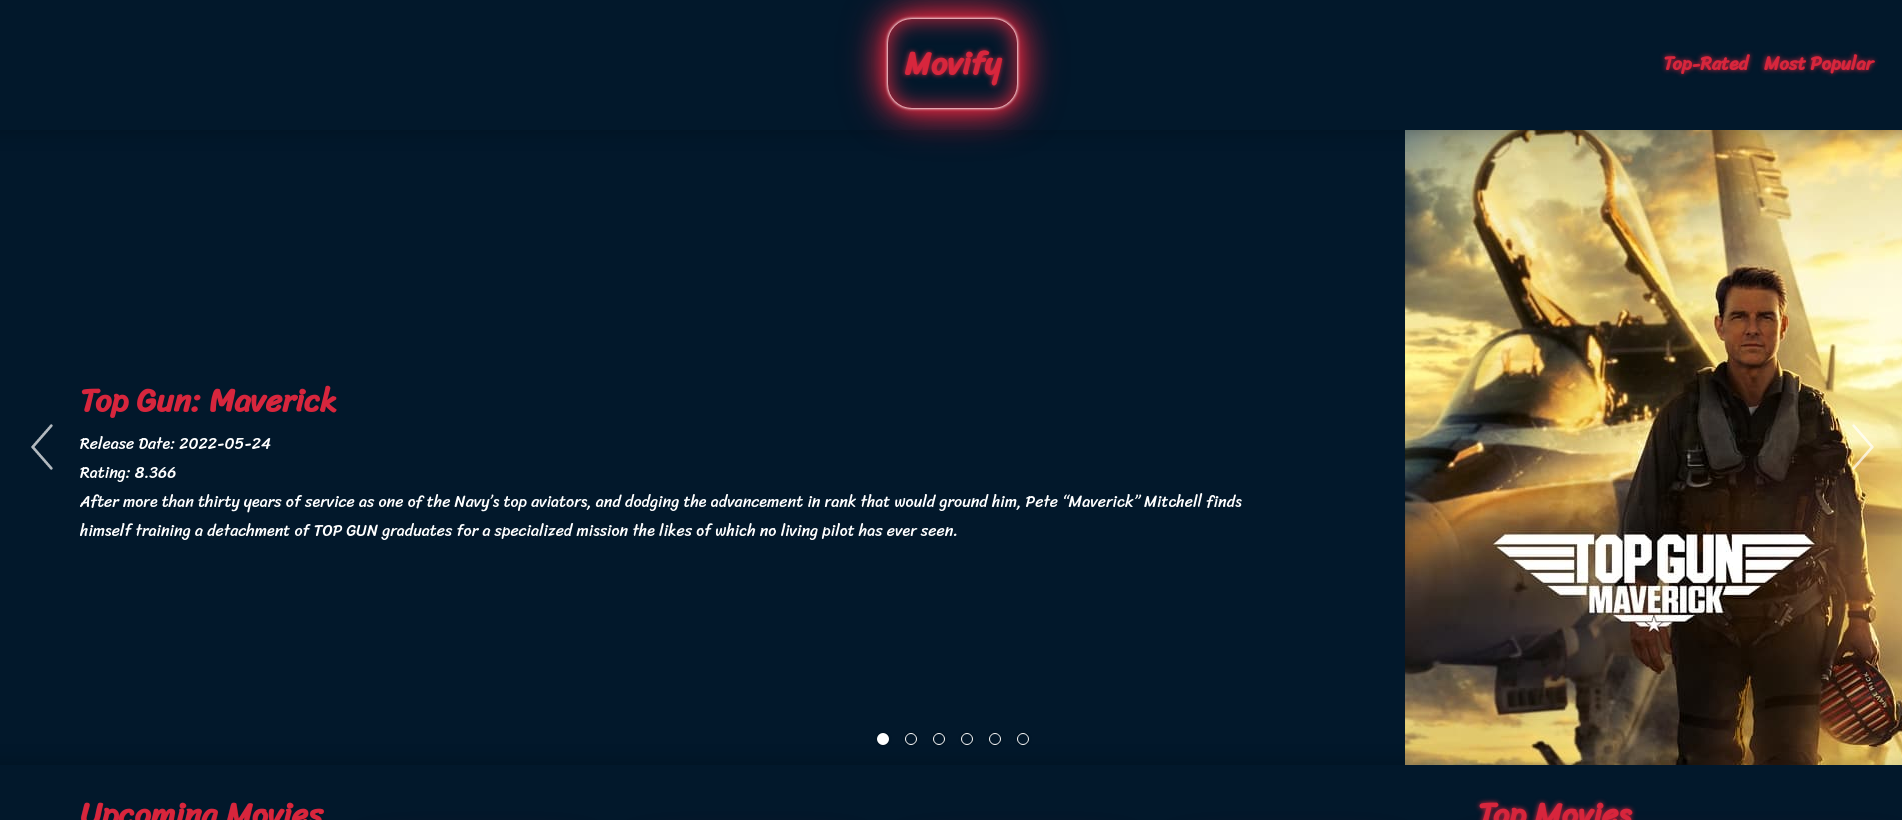 Movify
Top-Rated Most Popular
Top Gun: Maverick
Release Date: 2022-05-24
Rating: 8.366
After more than thirty years of service as one of the Navy’s top aviators, and dodging the advancement in rank that would ground him, Pete “Maverick” Mitchell finds
himself training a detachment of TOP GUN graduates for a specialized mission the likes of which no living pilot has ever seen.
TOP GUN
MAVERICK
MAVERICK
Upcoming Movies
Top Movies